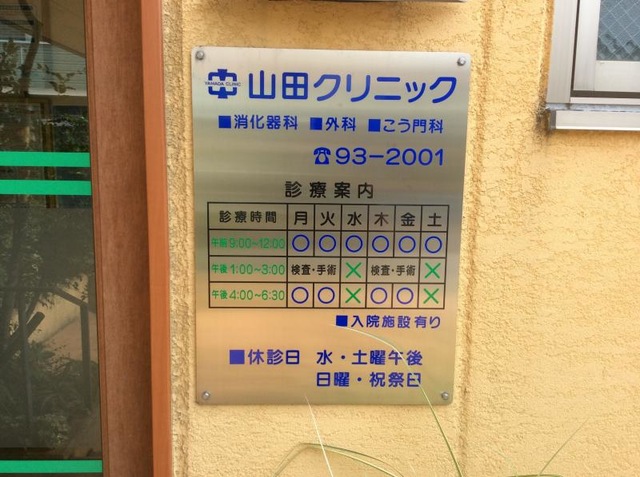 山田クリニック
YAMADA CLINIC
■消化器科 ■外科 ■こう門科
☎93-2001
診療案内
診療時間 月 火 水 木 金 土
午前9:00~12:00 ○ ○ ○ ○ ○ ○
午後1:00~3:00 検査・手術 × 検査・手術 ×
午後4:00~6:30 ○ ○ × ○ ○ ×
■入院施設有り
■休診日 水・土曜午後
日曜・祝祭日